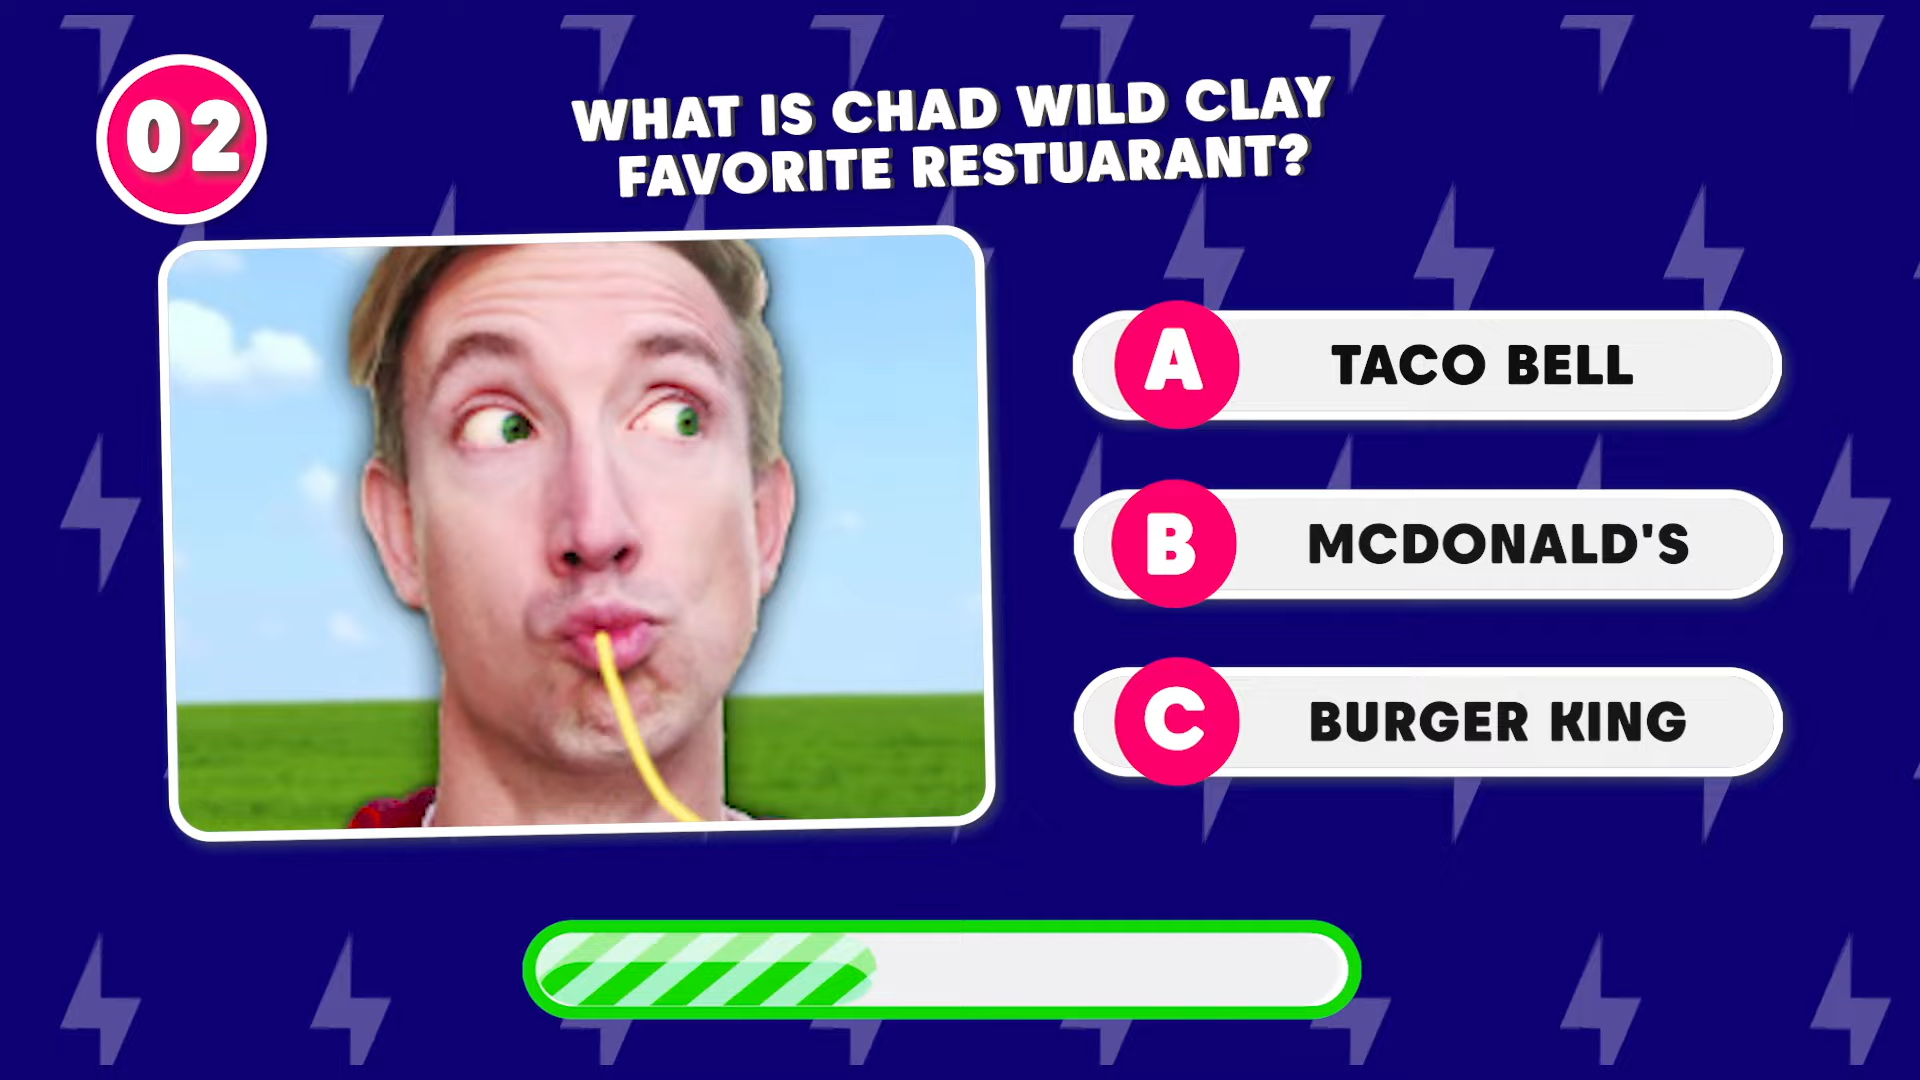 02
WHAT IS CHAD WILD CLAY
FAVORITE RESTUARANT?
A TACO BELL
B MCDONALD'S
C BURGER KING